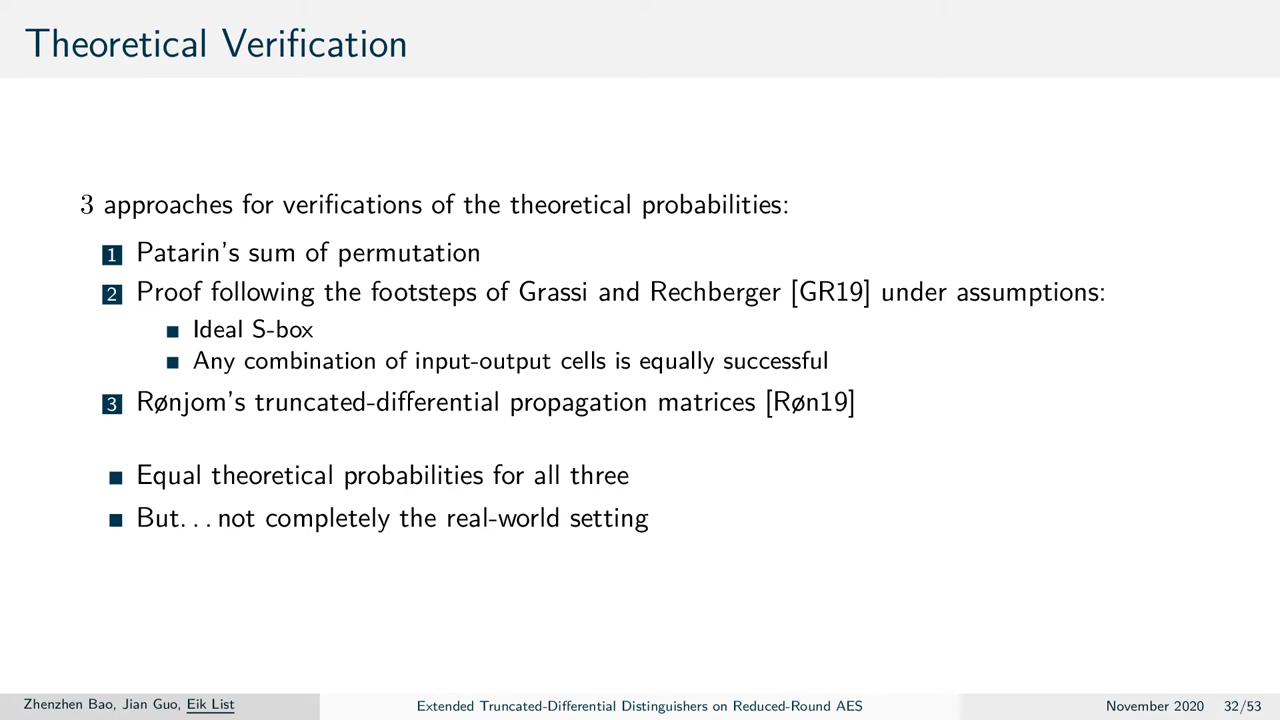 Theoretical Verification
3 approaches for verifications of the theoretical probabilities:
1 Patarin's sum of permutation
2 Proof following the footsteps of Grassi and Rechberger [GR19] under assumptions:
■ Ideal S-box
■ Any combination of input-output cells is equally successful
3 Rønjom's truncated-differential propagation matrices [Røn19]
■ Equal theoretical probabilities for all three
■ But. . . not completely the real-world setting
Zhenzhen Bao, Jian Guo, Eik List Extended Truncated-Differential Distinguishers on Reduced-Round AES November 2020 32/53